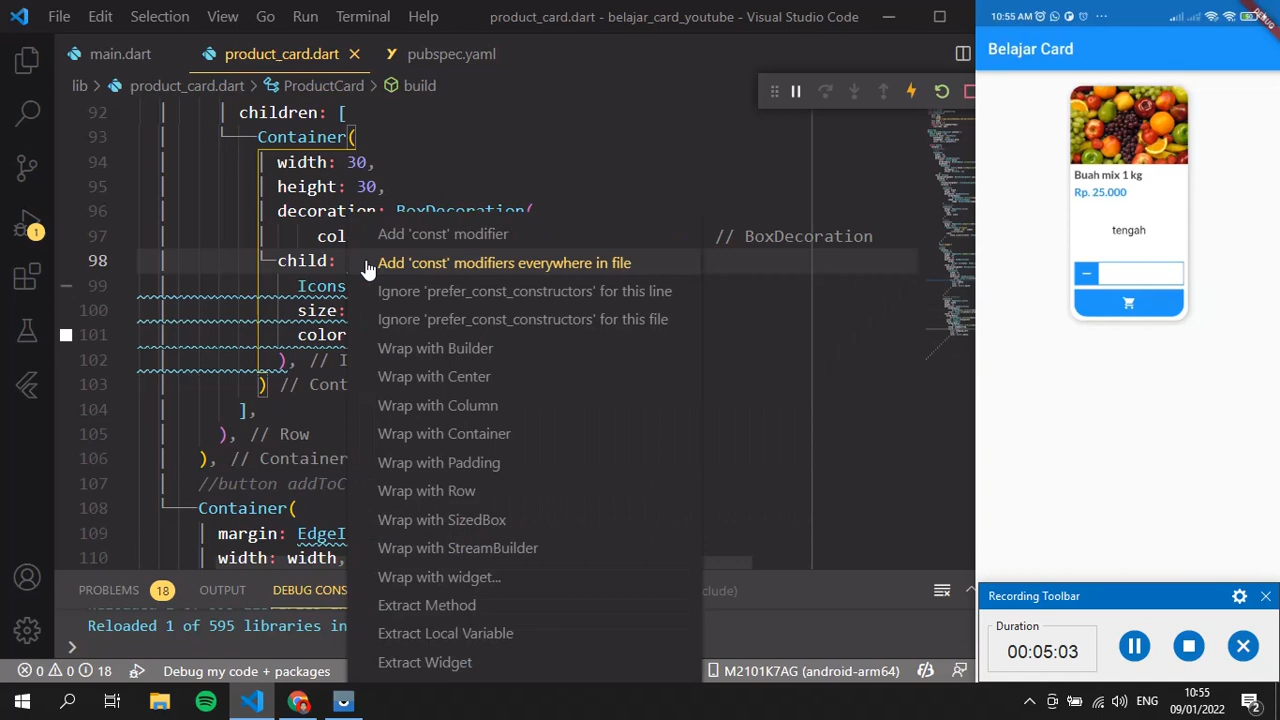 File Edit View Go Run Terminal Help product_card.dart - belajar_card_youtube - Visual Studio Code
main.dart product_card.dart pubspec.yaml
lib > product_card.dart > ProductCard > build
92 children: [
93 Container(
94 width: 30,
95 height: 30,
96 decoration: BoxDecoration(
97 col // BoxDecoration
98 child:
99 Icons
100 size:
101 color
102 ), // I
103 ) // Cont
104 ],
105 ), // Row
106 ), // Container
107 //button addToC
108 Container(
109 margin: EdgeI
110 width: width,
Add 'const' modifier
Add 'const' modifiers everywhere in file
Ignore 'prefer_const_constructors' for this line
Ignore 'prefer_const_constructors' for this file
Wrap with Builder
Wrap with Center
Wrap with Column
Wrap with Container
Wrap with Padding
Wrap with Row
Wrap with SizedBox
Wrap with StreamBuilder
Wrap with widget...
Extract Method
Extract Local Variable
Extract Widget
PROBLEMS 18 OUTPUT DEBUG CONS clude)
Reloaded 1 of 595 libraries in
0 0 18 Debug my code + packages M2101K7AG (android-arm64)
10:55 AM
DEBUG
Belajar Card
Buah mix 1 kg
Rp. 25.000
tengah
Recording Toolbar
Duration
00:05:03
1
ENG
10:55
09/01/2022
2